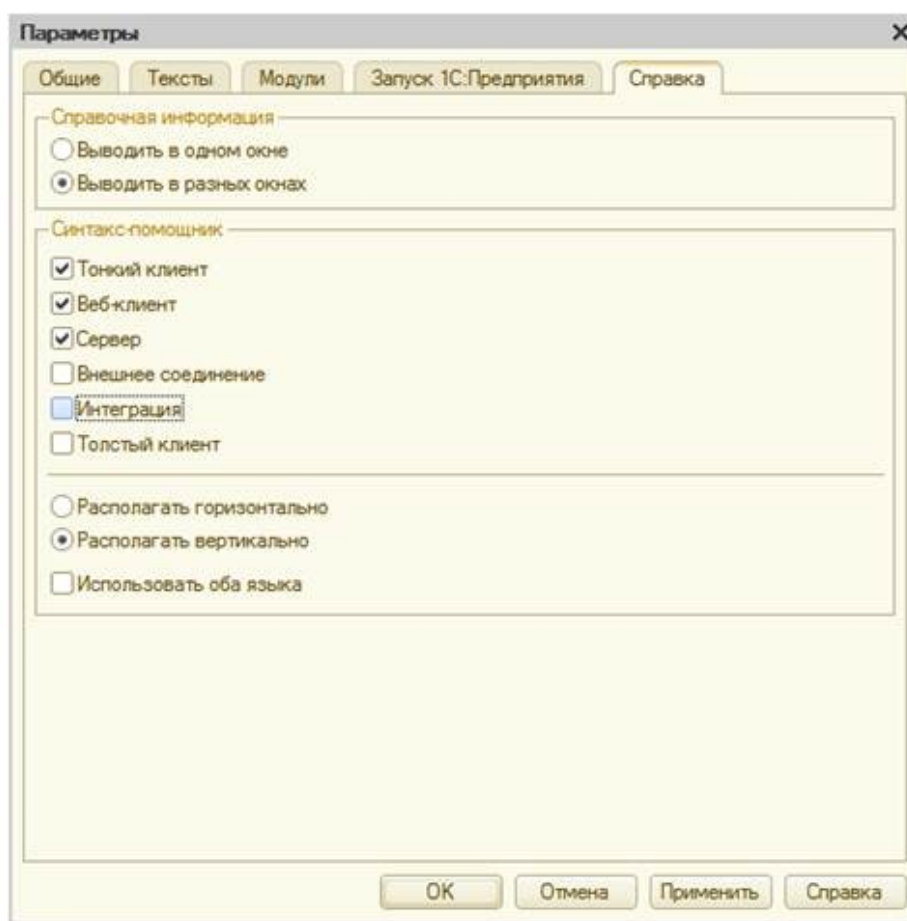 Параметры
Общие Тексты Модули Запуск 1С:Предприятия Справка
Справочная информация
Выводить в одном окне
Выводить в разных окнах
Синтакс-помощник
Тонкий клиент
Веб-клиент
Сервер
Внешнее соединение
Интеграция
Толстый клиент
Располагать горизонтально
Располагать вертикально
Использовать оба языка
OK Отмена Применить Справка